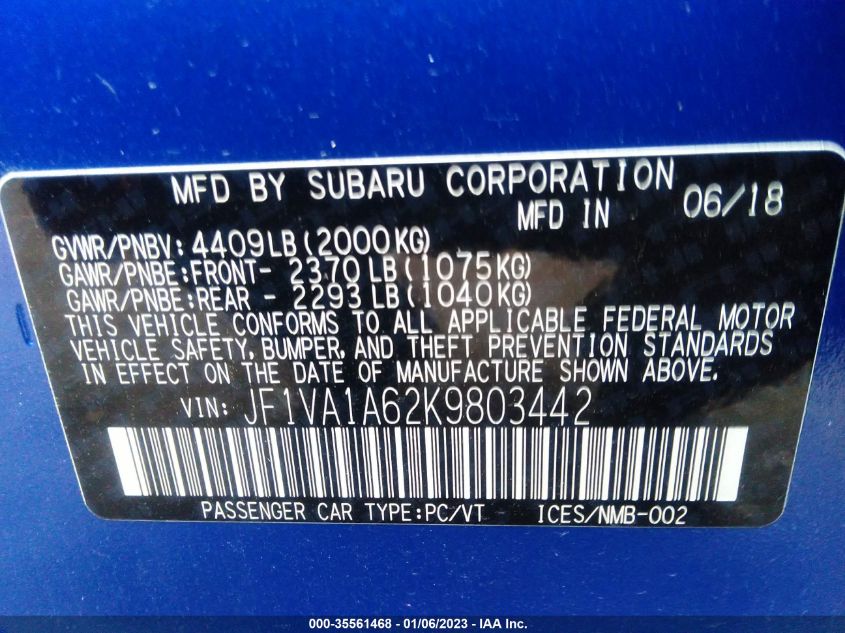 MFD BY SUBARU CORPORATION
MFD IN 06/18
GVWR/PNBV: 4409LB(2000KG)
GAWR/PNBE:FRONT- 2370LB(1075KG)
GAWR/PNBE:REAR - 2293LB(1040KG)
THIS VEHICLE CONFORMS TO ALL APPLICABLE FEDERAL MOTOR
VEHICLE SAFETY, BUMPER, AND THEFT PREVENTION STANDARDS
IN EFFECT ON THE DATE OF MANUFACTURE SHOWN ABOVE.
VIN: JF1VA1A62K9803442
PASSENGER CAR TYPE:PC/VT ICES/NMB-002
000-35561468 - 01/06/2023 - IAA Inc.